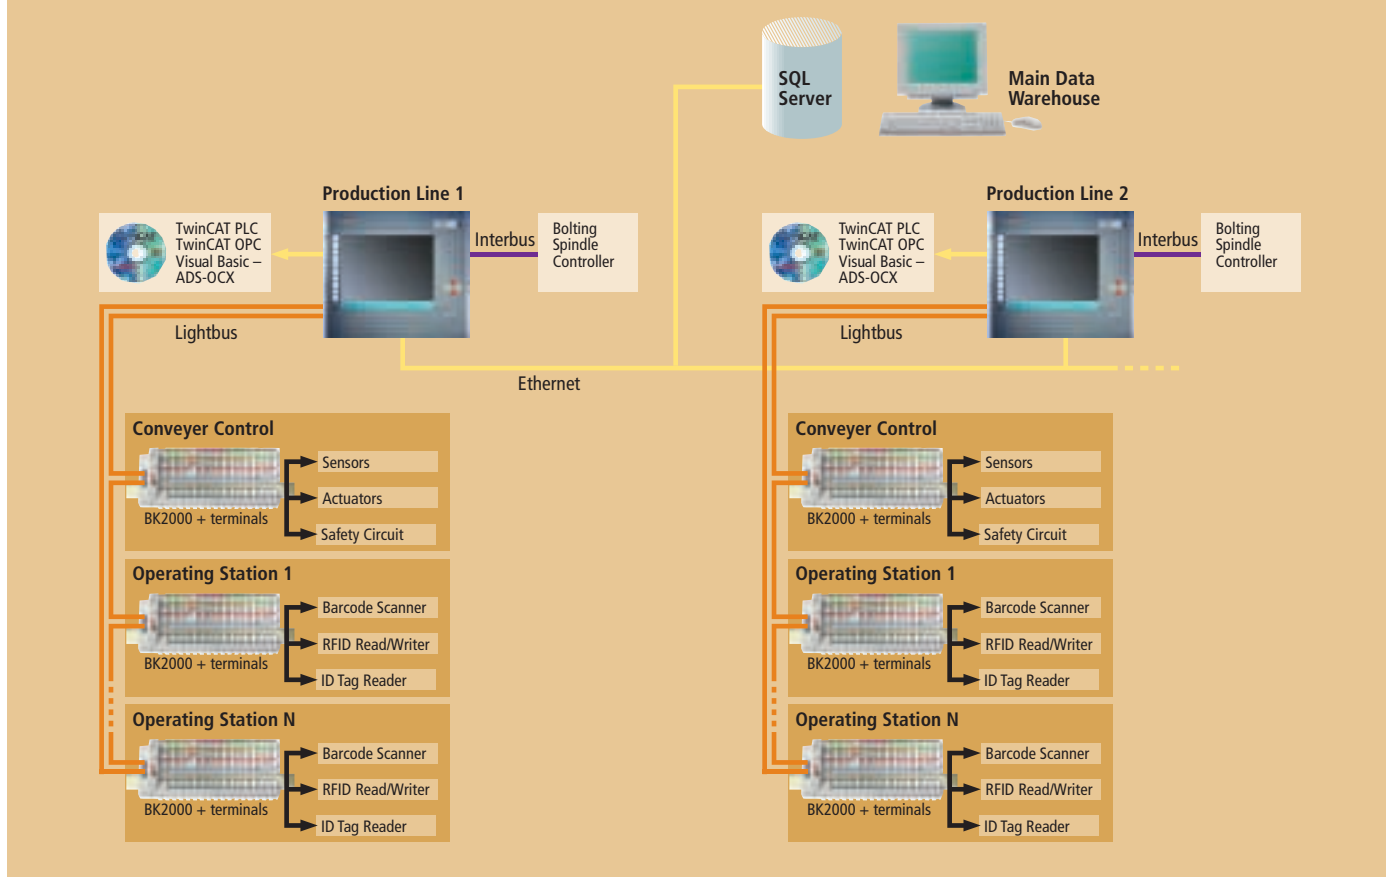 SQL
Server
Main Data
Warehouse
Production Line 1
TwinCAT PLC
TwinCAT OPC
Visual Basic –
ADS-OCX
Interbus
Bolting
Spindle
Controller
Lightbus
Production Line 2
TwinCAT PLC
TwinCAT OPC
Visual Basic –
ADS-OCX
Interbus
Bolting
Spindle
Controller
Lightbus
Ethernet
Conveyer Control
Sensors
Actuators
Safety Circuit
BK2000 + terminals
Operating Station 1
Barcode Scanner
RFID Read/Writer
ID Tag Reader
BK2000 + terminals
Operating Station N
Barcode Scanner
RFID Read/Writer
ID Tag Reader
BK2000 + terminals
Conveyer Control
Sensors
Actuators
Safety Circuit
BK2000 + terminals
Operating Station 1
Barcode Scanner
RFID Read/Writer
ID Tag Reader
BK2000 + terminals
Operating Station N
Barcode Scanner
RFID Read/Writer
ID Tag Reader
BK2000 + terminals